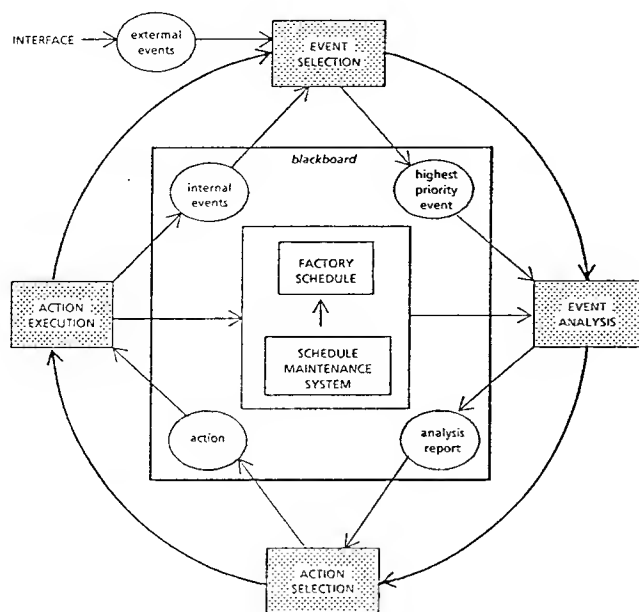 INTERFACE
extermal
events
EVENT
SELECTION
blackboard
internal
events
highest
priority
event
FACTORY
SCHEDULE
ACTION
EXECUTION
EVENT
ANALYSIS
SCHEDULE
MAINTENANCE
SYSTEM
action
analysis
report
ACTION
SELECTION